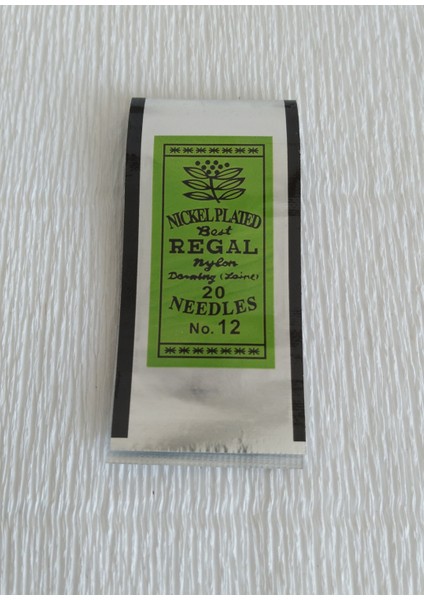 NICKEL PLATED
Best
REGAL
Nylon
Darning (Laine)
20
NEEDLES
No. 12